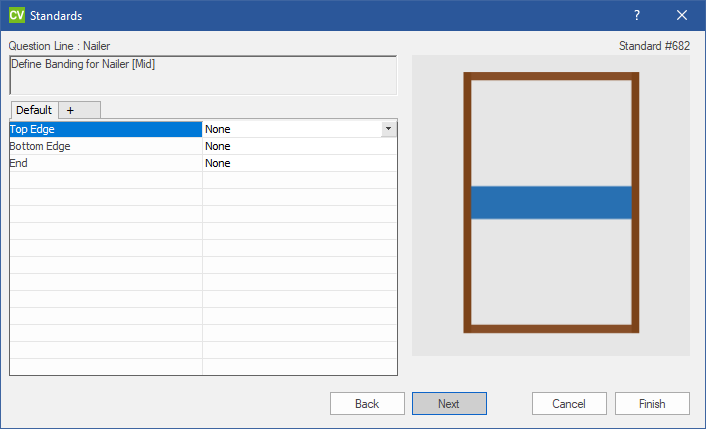 CV Standards ?
Question Line : Nailer Standard #682
Define Banding for Nailer [Mid]
Default +
Top Edge None
Bottom Edge None
End None
Back Next Cancel Finish